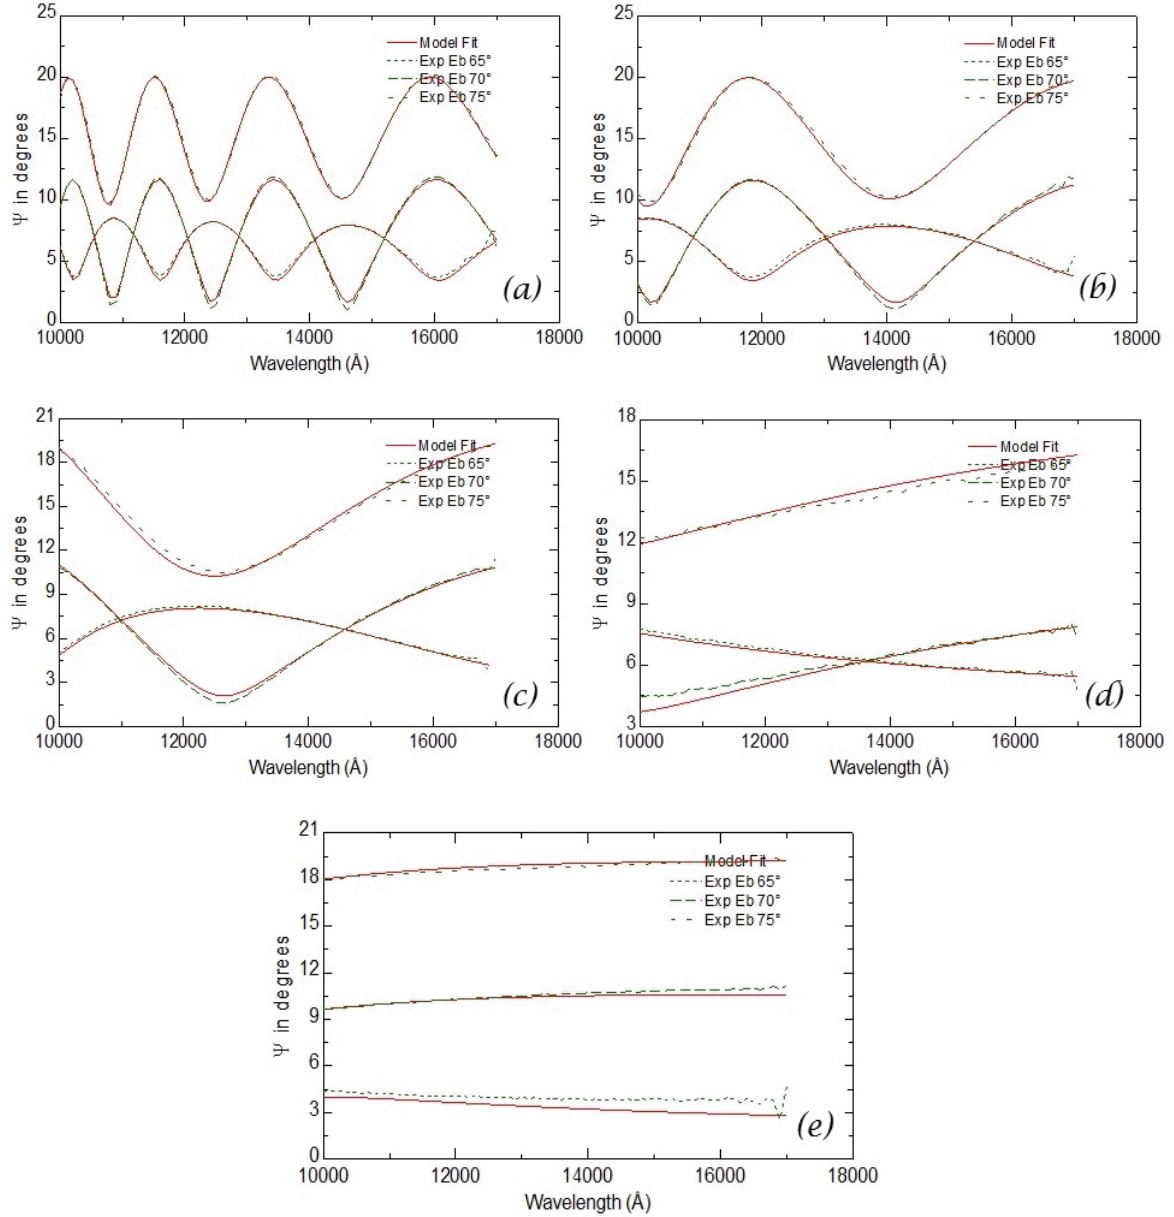 25
20
15
10
5
0
Ψ in degrees
Model Fit
Exp Eb 65°
Exp Eb 70°
Exp Eb 75°
(a)
10000 12000 14000 16000 18000
Wavelength (Å)
25
20
15
10
5
0
Ψ in degrees
Model Fit
Exp Eb 65°
Exp Eb 70°
Exp Eb 75°
(b)
10000 12000 14000 16000 18000
Wavelength (Å)
21
18
15
12
9
6
3
0
Ψ in degrees
Model Fit
Exp Eb 65°
Exp Eb 70°
Exp Eb 75°
(c)
10000 12000 14000 16000 18000
Wavelength (Å)
18
15
12
9
6
3
Ψ in degrees
Model Fit
Exp Eb 65°
Exp Eb 70°
Exp Eb 75°
(d)
10000 12000 14000 16000 18000
Wavelength (Å)
21
18
15
12
9
6
3
0
Ψ in degrees
Model Fit
Exp Eb 65°
Exp Eb 70°
Exp Eb 75°
(e)
10000 12000 14000 16000 18000
Wavelength (Å)